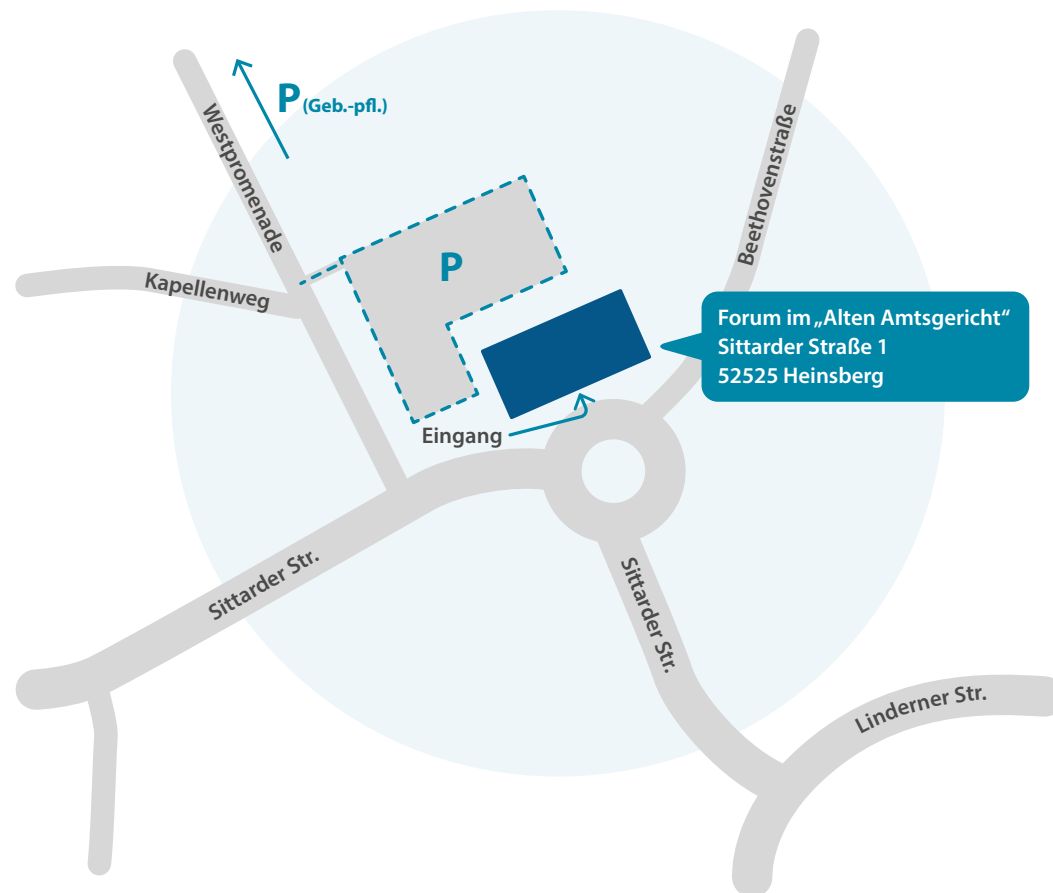 P (Geb.-pfl.)
Westpromenade
Beethovenstraße
P
Kapellenweg
Forum im „Alten Amtsgericht“
Sittarder Straße 1
52525 Heinsberg
Eingang
Sittarder Str.
Sittarder Str.
Linderner Str.